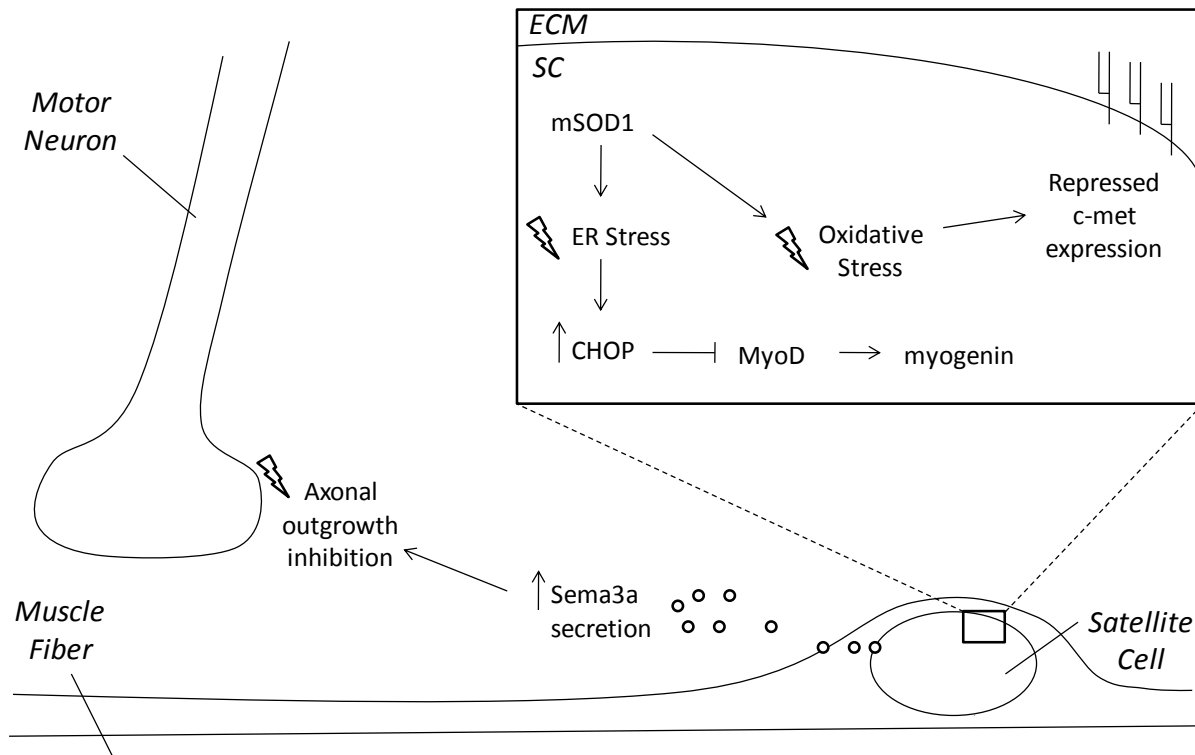 ECM
SC
Motor
Neuron
mSOD1
Repressed
c-met
expression
ER Stress
Oxidative
Stress
CHOP
MyoD
myogenin
Axonal
outgrowth
inhibition
Sema3a
secretion
Muscle
Fiber
Satellite
Cell